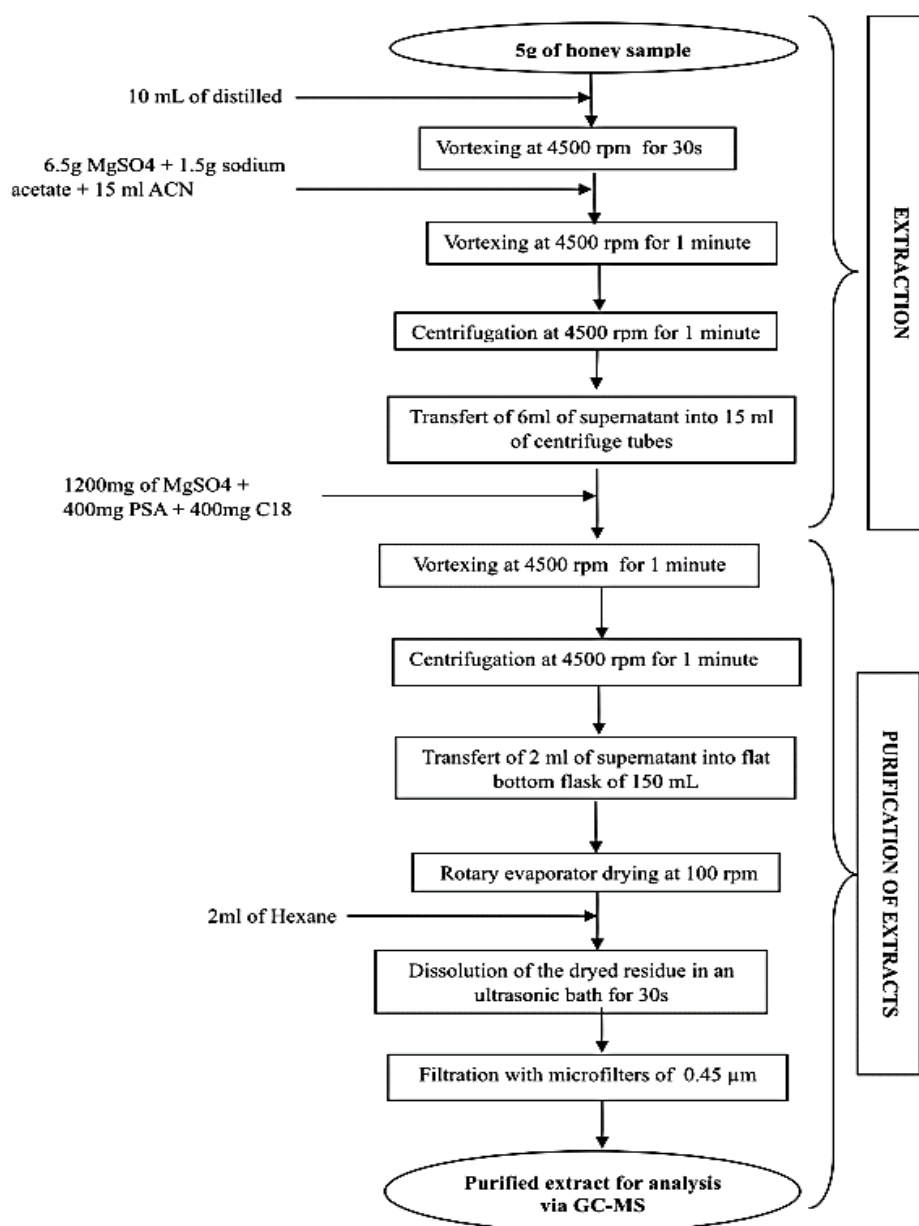 5g of honey sample
10 mL of distilled
Vortexing at 4500 rpm for 30s
6.5g MgSO4 + 1.5g sodium
acetate + 15 ml ACN
Vortexing at 4500 rpm for 1 minute
Centrifugation at 4500 rpm for 1 minute
Transfert of 6ml of supernatant into 15 ml
of centrifuge tubes
EXTRACTION
1200mg of MgSO4 +
400mg PSA + 400mg C18
Vortexing at 4500 rpm for 1 minute
Centrifugation at 4500 rpm for 1 minute
Transfert of 2 ml of supernatant into flat
bottom flask of 150 mL
Rotary evaporator drying at 100 rpm
2ml of Hexane
Dissolution of the dryed residue in an
ultrasonic bath for 30s
Filtration with microfilters of 0.45 µm
Purified extract for analysis
via GC-MS
PURIFICATION OF EXTRACTS